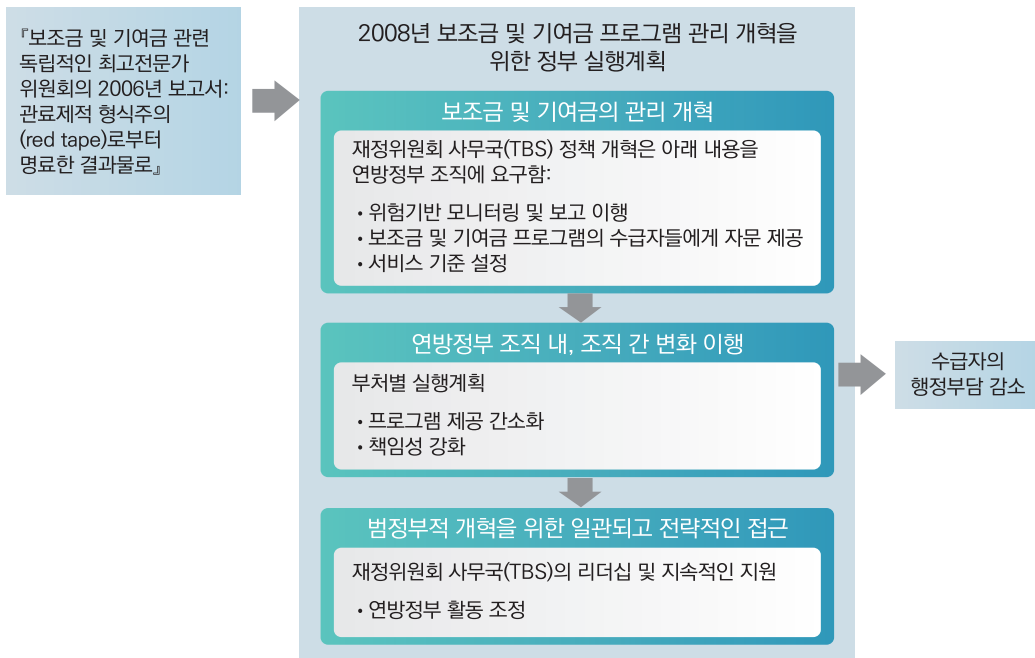 『보조금 및 기여금 관련
독립적인 최고전문가
위원회의 2006년 보고서:
관료제적 형식주의
(red tape)로부터
명료한 결과물로』
2008년 보조금 및 기여금 프로그램 관리 개혁을
위한 정부 실행계획
보조금 및 기여금의 관리 개혁
재정위원회 사무국(TBS) 정책 개혁은 아래 내용을
연방정부 조직에 요구함:
• 위험기반 모니터링 및 보고 이행
• 보조금 및 기여금 프로그램의 수급자들에게 자문 제공
• 서비스 기준 설정
연방정부 조직 내, 조직 간 변화 이행
부처별 실행계획
• 프로그램 제공 간소화
• 책임성 강화
수급자의
행정부담 감소
범정부적 개혁을 위한 일관되고 전략적인 접근
재정위원회 사무국(TBS)의 리더십 및 지속적인 지원
• 연방정부 활동 조정